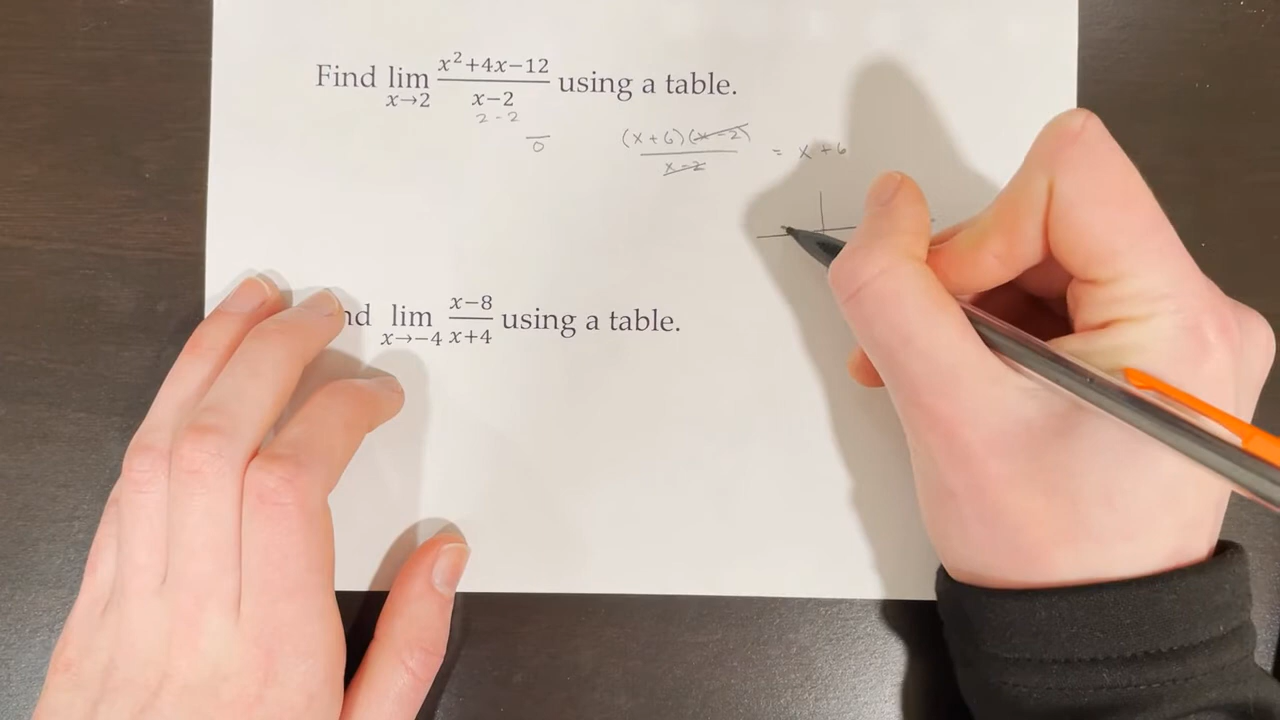 Find lim x→2 x²+4x−12 / x−2 using a table.
2 - 2
0
(x + 6)(x - 2) / x - 2 = x + 6
nd lim x→−4 x−8 / x+4 using a table.